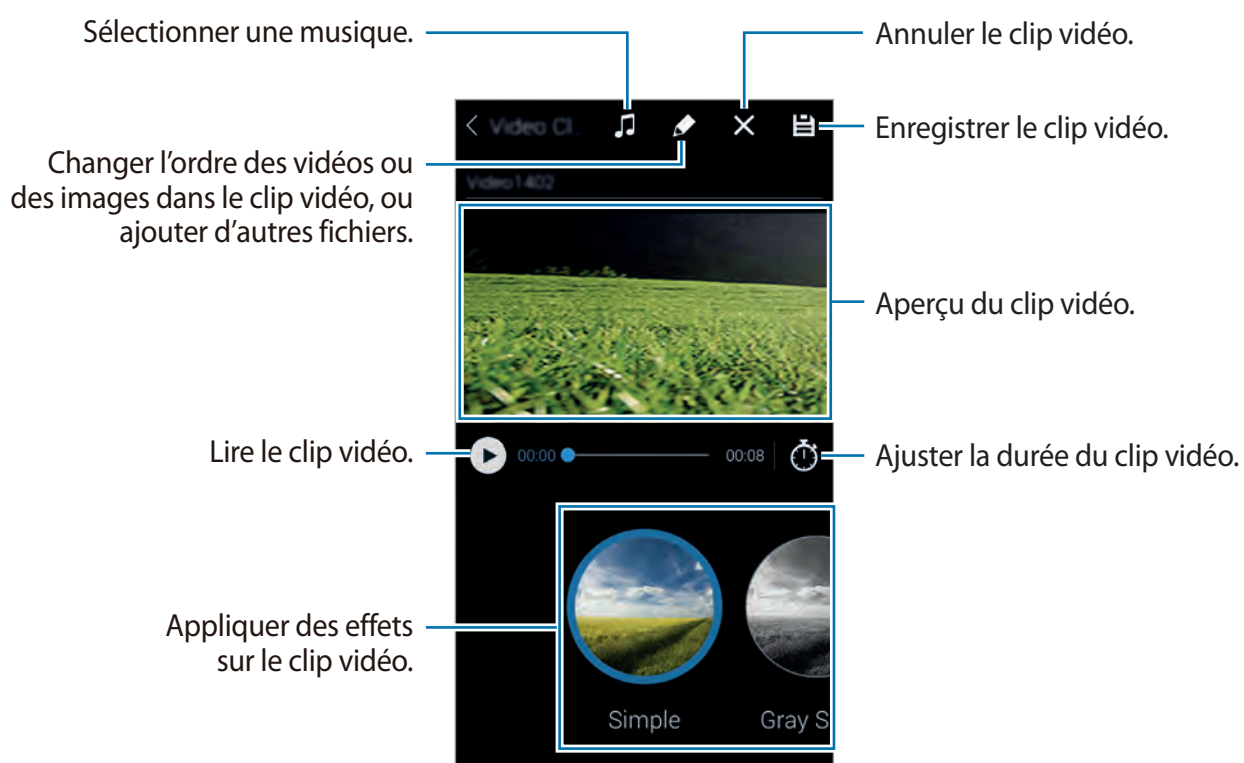 Sélectionner une musique.
Annuler le clip vidéo.
Video Cl
Enregistrer le clip vidéo.
Changer l’ordre des vidéos ou
des images dans le clip vidéo, ou
ajouter d’autres fichiers.
Video1402
Aperçu du clip vidéo.
Lire le clip vidéo.
00:00
00:08
Ajuster la durée du clip vidéo.
Appliquer des effets
sur le clip vidéo.
Simple
Gray S